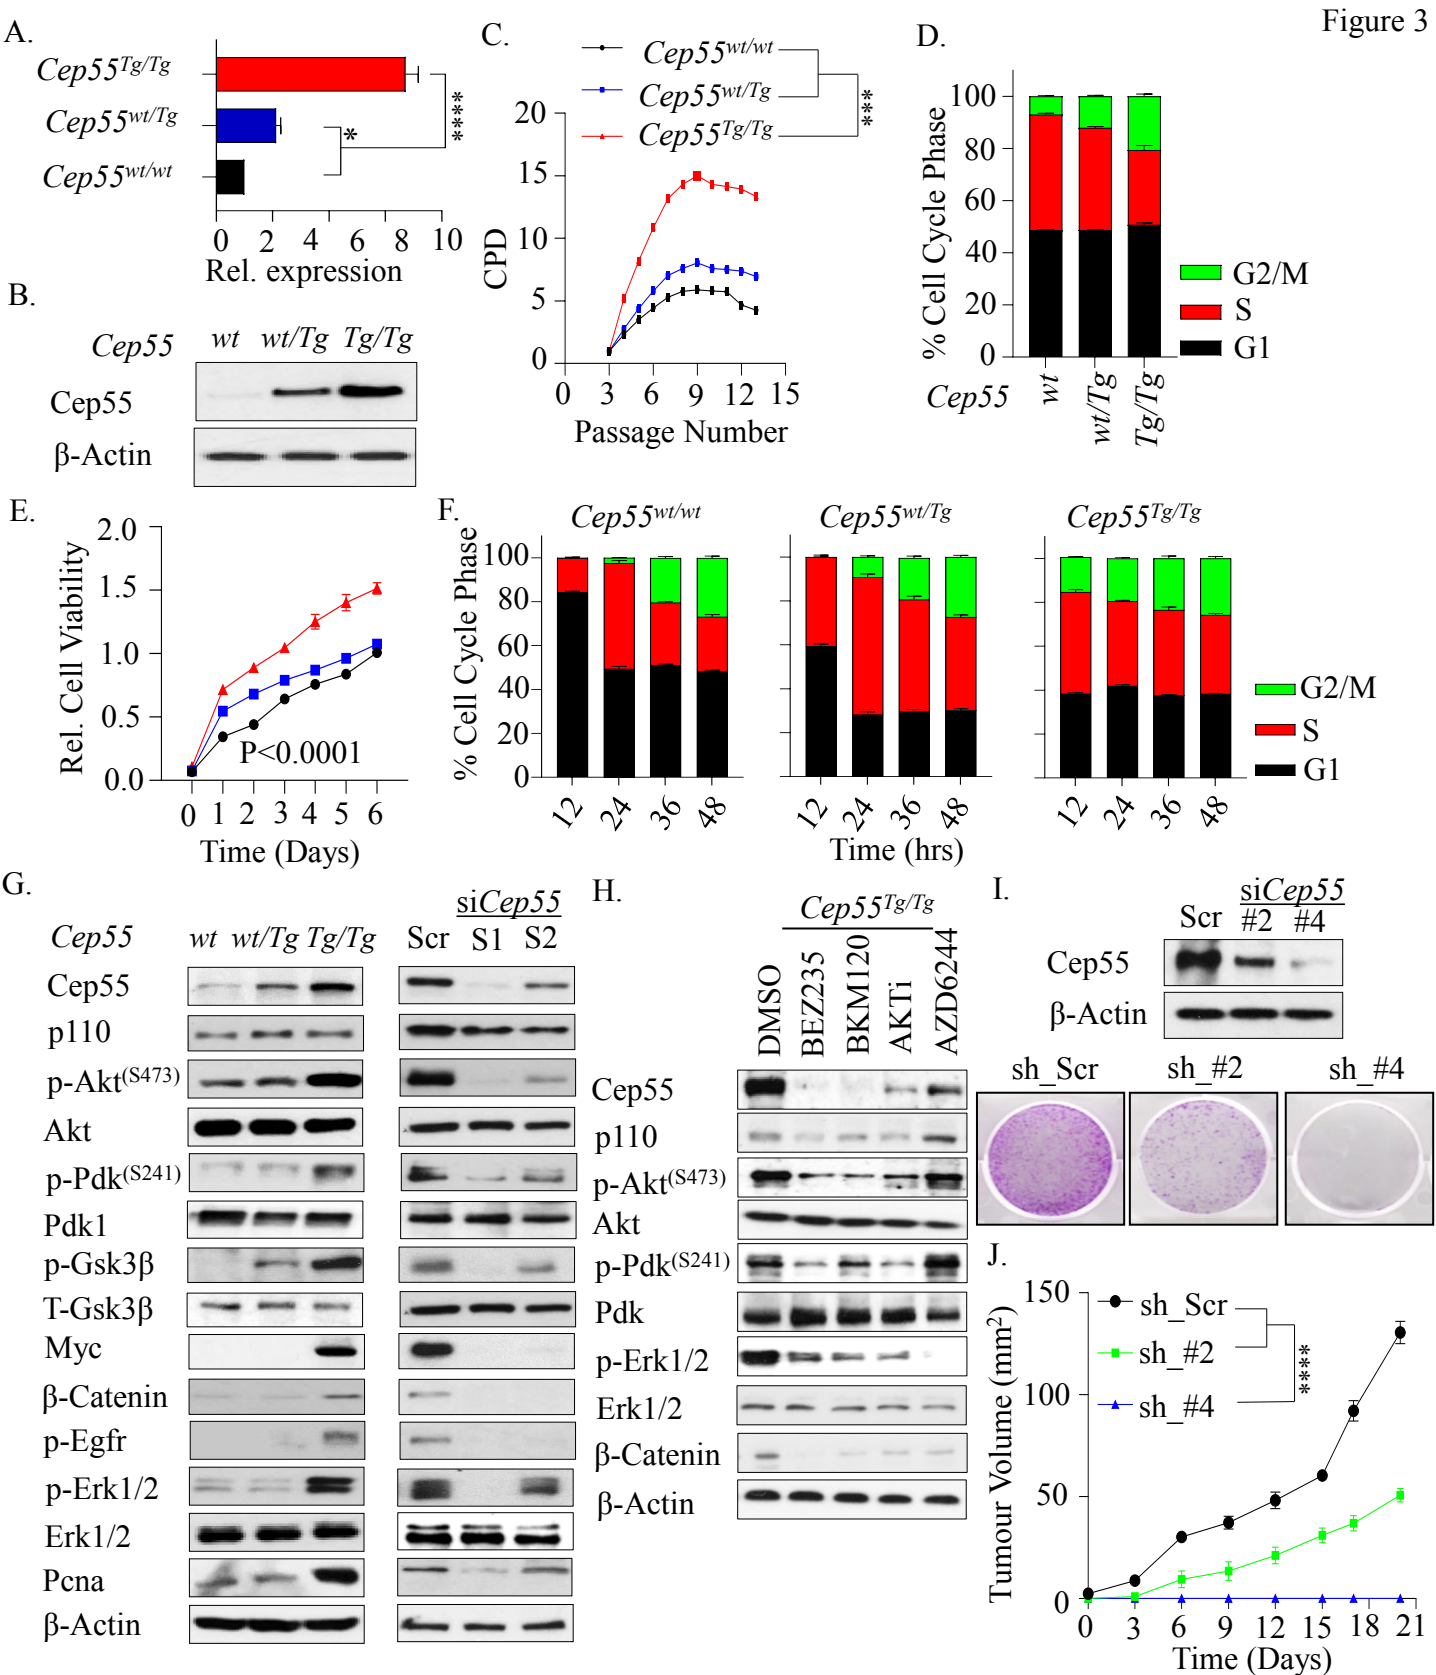 Figure 3
A.
Cep55Tg/Tg
Cep55wt/Tg
Cep55wt/wt
****
*
0 2 4 6 8 10
Rel. expression
B.
Cep55 wt wt/Tg Tg/Tg
Cep55
β-Actin
C.
Cep55wt/wt
Cep55wt/Tg
Cep55Tg/Tg
***
20
15
10
5
0
CPD
0 3 6 9 12 15
Passage Number
D.
100
80
60
40
20
0
% Cell Cycle Phase
G2/M
S
G1
Cep55 wt wt/Tg Tg/Tg
E.
2.0
1.5
1.0
0.5
0.0
Rel. Cell Viability
P<0.0001
0 1 2 3 4 5 6
Time (Days)
F.
Cep55wt/wt Cep55wt/Tg Cep55Tg/Tg
100
80
60
40
20
0
% Cell Cycle Phase
G2/M
S
G1
12 24 36 48 12 24 36 48 12 24 36 48
Time (hrs)
G.
siCep55
Cep55 wt wt/Tg Tg/Tg Scr S1 S2
Cep55
p110
p-Akt(S473)
Akt
p-Pdk(S241)
Pdk1
p-Gsk3β
T-Gsk3β
Myc
β-Catenin
p-Egfr
p-Erk1/2
Erk1/2
Pcna
β-Actin
H.
Cep55Tg/Tg
DMSO BEZ235 BKM120 AKTi AZD6244
Cep55
p110
p-Akt(S473)
Akt
p-Pdk(S241)
Pdk
p-Erk1/2
Erk1/2
β-Catenin
β-Actin
I.
siCep55
Scr #2 #4
Cep55
β-Actin
sh_Scr sh_#2 sh_#4
J.
150
100
50
0
Tumour Volume (mm2)
sh_Scr
sh_#2
sh_#4
****
0 3 6 9 12 15 18 21
Time (Days)